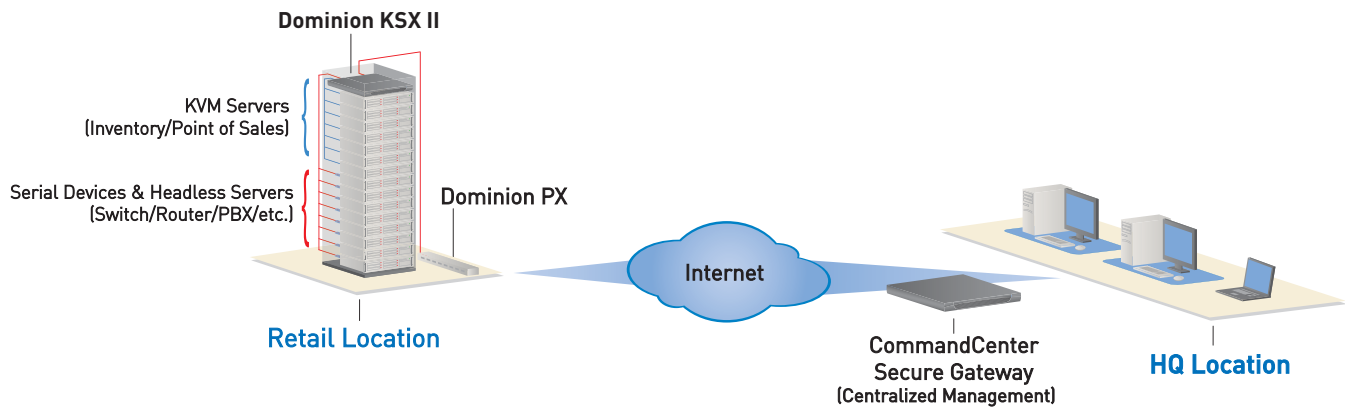 Dominion KSX II
KVM Servers
(Inventory/Point of Sales)
Serial Devices & Headless Servers
(Switch/Router/PBX/etc.)
Dominion PX
Retail Location
Internet
CommandCenter
Secure Gateway
(Centralized Management)
HQ Location